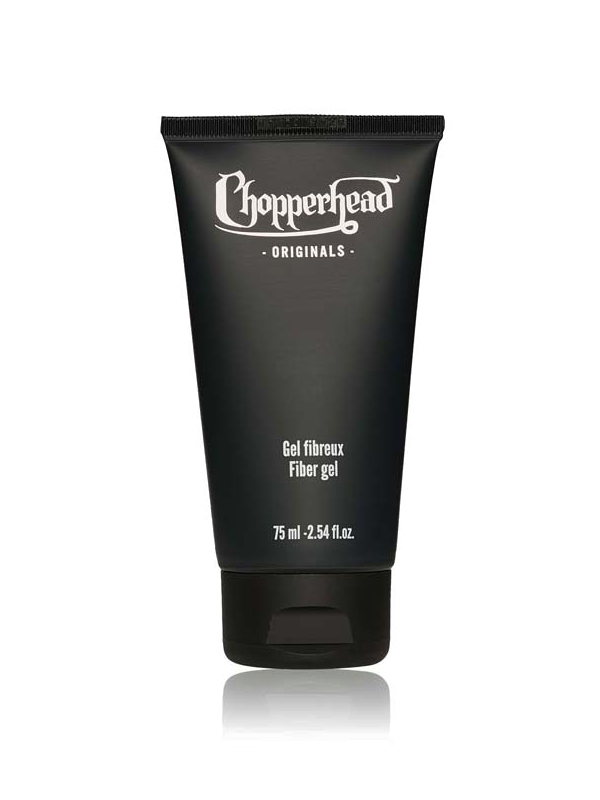 Chopperhead
- ORIGINALS -
Gel fibreux
Fiber gel
75 ml -2.54 fl.oz.